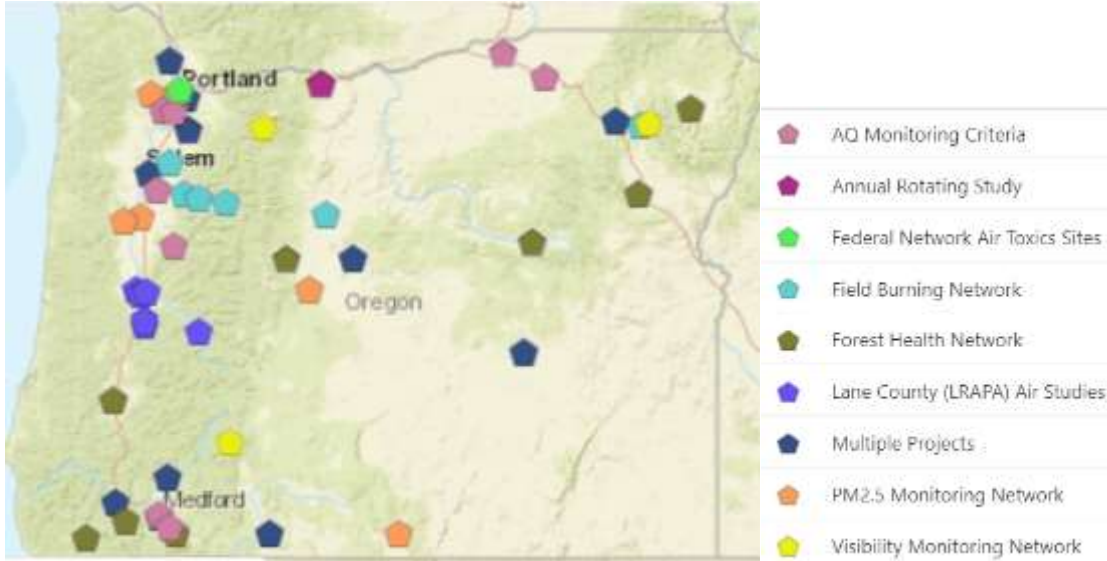 Portland
Salem
Oregon
Medford
AQ Monitoring Criteria
Annual Rotating Study
Federal Network Air Toxics Sites
Field Burning Network
Forest Health Network
Lane County (LRAPA) Air Studies
Multiple Projects
PM2.5 Monitoring Network
Visibility Monitoring Network